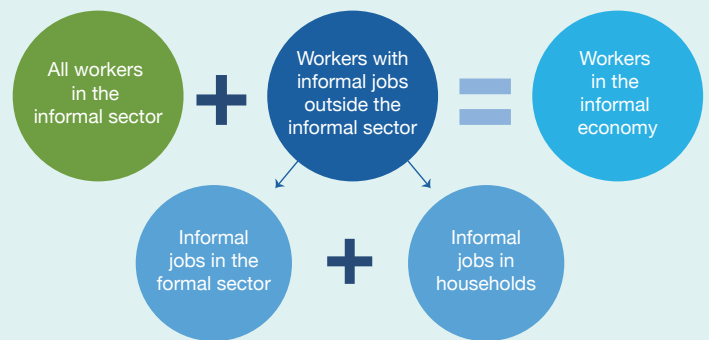 All workers
in the
informal sector
+
Workers with
informal jobs
outside the
informal sector
=
Workers
in the
informal
economy
Informal
jobs in the
formal sector
+
Informal
jobs in
households